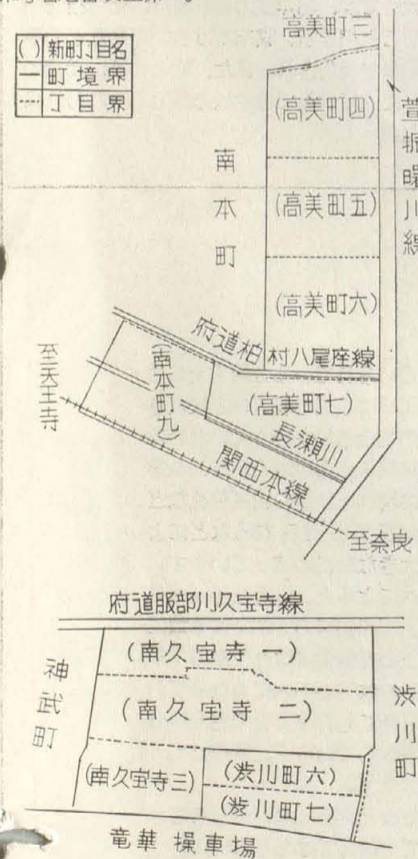 ( ) 新町丁目名
町境界
丁目界
高美町三
(高美町四)
南本町
萱振曙川線
(高美町五)
(高美町六)
府道柏村八尾座線
至天王寺
(南本町九)
(高美町七)
長瀬川
関西本線
至奈良
府道服部川久宝寺線
(南久宝寺一)
神武町
(南久宝寺二)
渋川町
(南久宝寺三)
(渋川町六)
(渋川町七)
竜華操車場